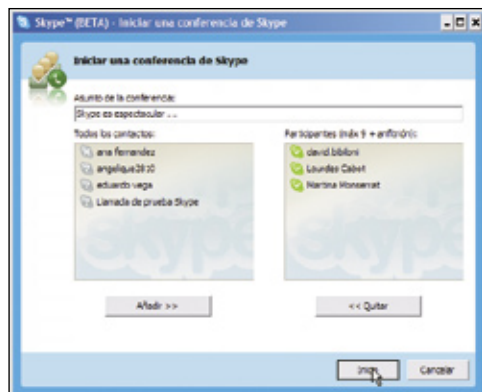 Skype™ (BETA) - Iniciar una conferencia de Skype
Iniciar una conferencia de Skype
Asunto de la conferencia:
Skype es espectacular ...
Todos los contactos:
ana fernandez
angelique2810
eduardo vega
Llamada de prueba Skype
Participantes (máx 9 + anfitrión):
david.bibiloni
Lourdes Cabot
Martina Monserrat
Añadir >>
<< Quitar
Inicio
Cancelar